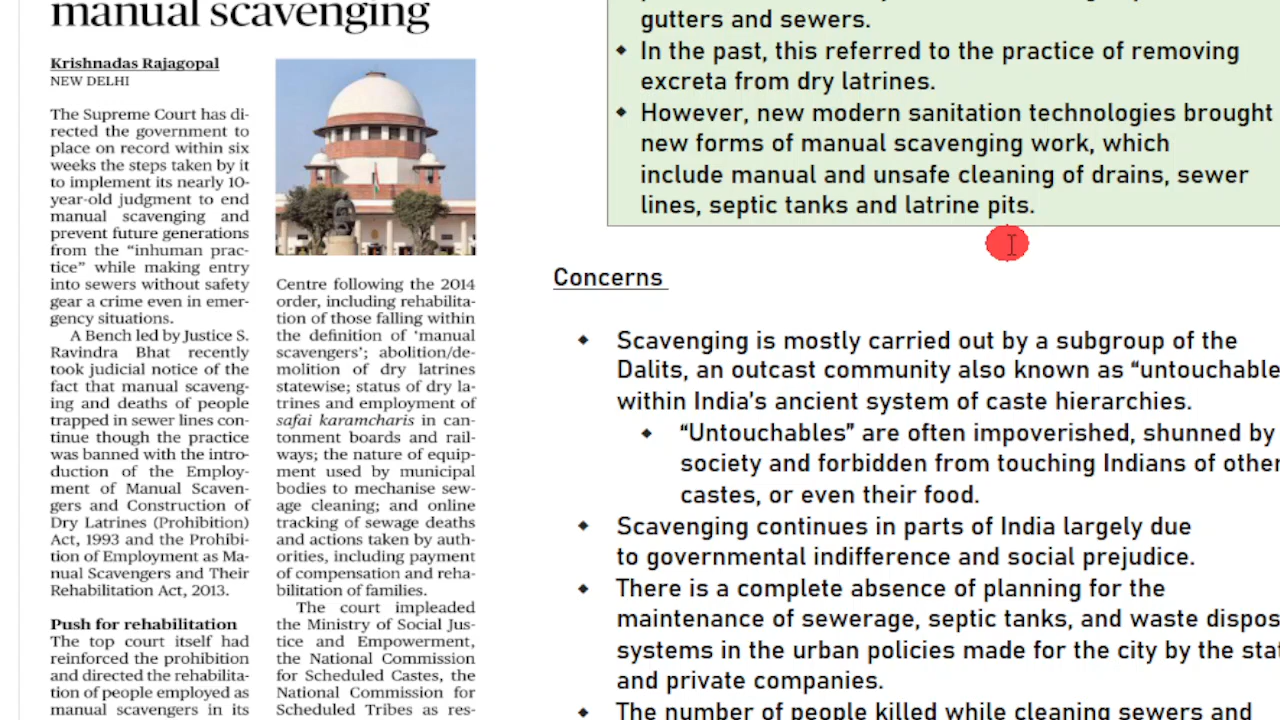 manual scavenging
Krishnadas Rajagopal
NEW DELHI
The Supreme Court has di-
rected the government to
place on record within six
weeks the steps taken by it
to implement its nearly 10-
year-old judgment to end
manual scavenging and
prevent future generations
from the “inhuman prac-
tice” while making entry
into sewers without safety
gear a crime even in emer-
gency situations.
A Bench led by Justice S.
Ravindra Bhat recently
took judicial notice of the
fact that manual scaveng-
ing and deaths of people
trapped in sewer lines con-
tinue though the practice
was banned with the intro-
duction of the Employ-
ment of Manual Scaven-
gers and Construction of
Dry Latrines (Prohibition)
Act, 1993 and the Prohibi-
tion of Employment as Ma-
nual Scavengers and Their
Rehabilitation Act, 2013.
Push for rehabilitation
The top court itself had
reinforced the prohibition
and directed the rehabilita-
tion of people employed as
manual scavengers in its
Centre following the 2014
order, including rehabilita-
tion of those falling within
the definition of ‘manual
scavengers’; abolition/de-
molition of dry latrines
statewise; status of dry la-
trines and employment of
safai karamcharis in can-
tonment boards and rail-
ways; the nature of equip-
ment used by municipal
bodies to mechanise sew-
age cleaning; and online
tracking of sewage deaths
and actions taken by auth-
orities, including payment
of compensation and reha-
bilitation of families.
The court impleaded
the Ministry of Social Jus-
tice and Empowerment,
the National Commission
for Scheduled Castes, the
National Commission for
Scheduled Tribes as res-
gutters and sewers.
In the past, this referred to the practice of removing
excreta from dry latrines.
However, new modern sanitation technologies brought
new forms of manual scavenging work, which
include manual and unsafe cleaning of drains, sewer
lines, septic tanks and latrine pits.
Concerns
Scavenging is mostly carried out by a subgroup of the
Dalits, an outcast community also known as “untouchable
within India’s ancient system of caste hierarchies.
“Untouchables” are often impoverished, shunned by
society and forbidden from touching Indians of other
castes, or even their food.
Scavenging continues in parts of India largely due
to governmental indifference and social prejudice.
There is a complete absence of planning for the
maintenance of sewerage, septic tanks, and waste dispos
systems in the urban policies made for the city by the stat
and private companies.
The number of people killed while cleaning sewers and